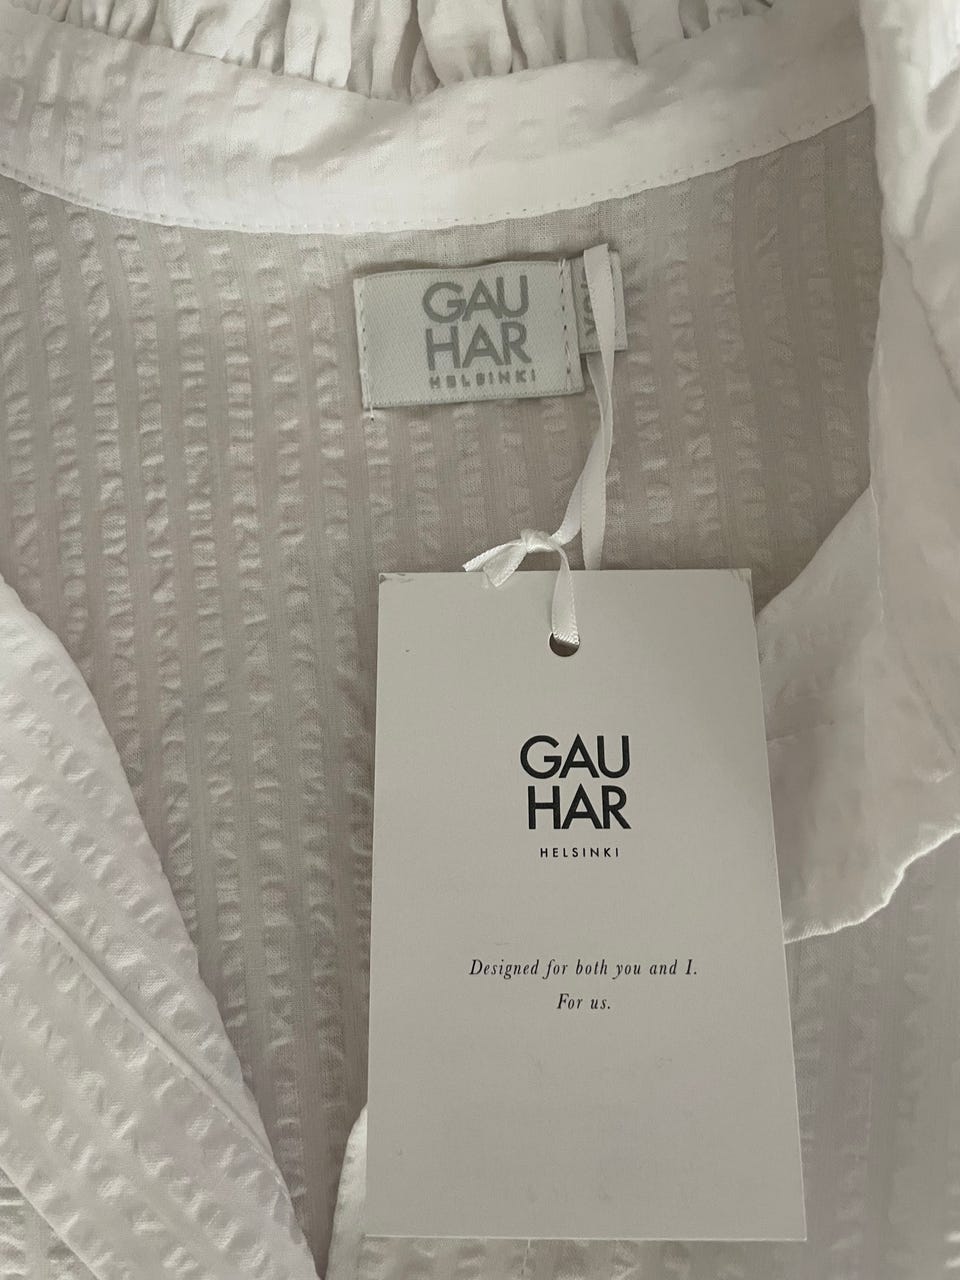 GAU
HAR
HELSINKI
GAU
HAR
HELSINKI
Designed for both you and I.
For us.